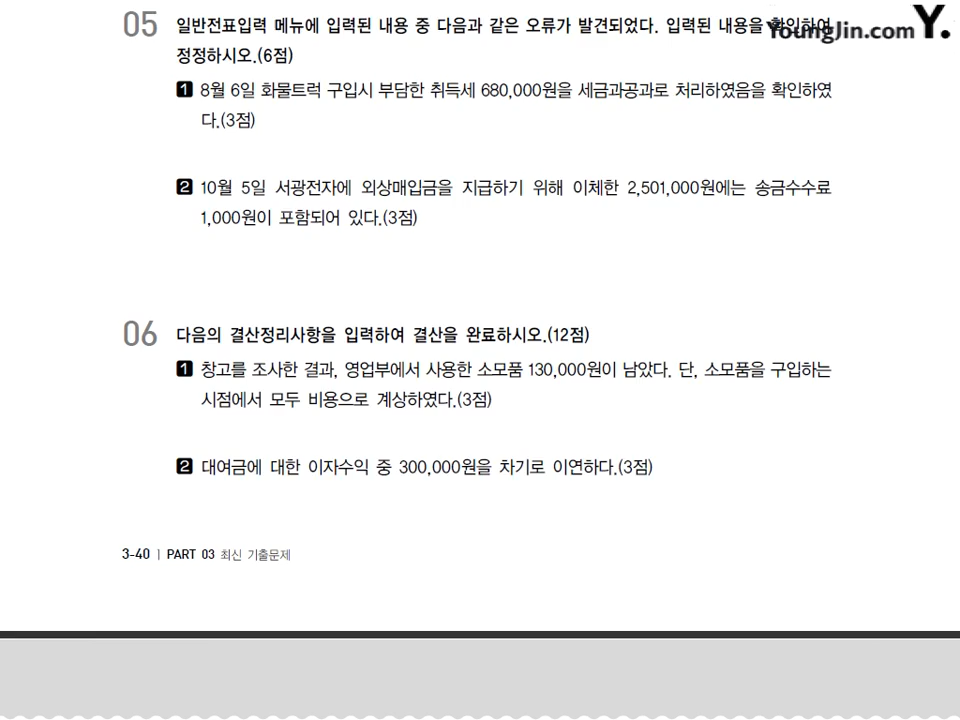 YoungJin.com Y.
05 일반전표입력 메뉴에 입력된 내용 중 다음과 같은 오류가 발견되었다. 입력된 내용을 확인하여
정정하시오.(6점)
1 8월 6일 화물트럭 구입시 부담한 취득세 680,000원을 세금과공과로 처리하였음을 확인하였
다.(3점)
2 10월 5일 서광전자에 외상매입금을 지급하기 위해 이체한 2,501,000원에는 송금수수료
1,000원이 포함되어 있다.(3점)
06 다음의 결산정리사항을 입력하여 결산을 완료하시오.(12점)
1 창고를 조사한 결과, 영업부에서 사용한 소모품 130,000원이 남았다. 단, 소모품을 구입하는
시점에서 모두 비용으로 계상하였다.(3점)
2 대여금에 대한 이자수익 중 300,000원을 차기로 이연하다.(3점)
3-40 | PART 03 최신 기출문제